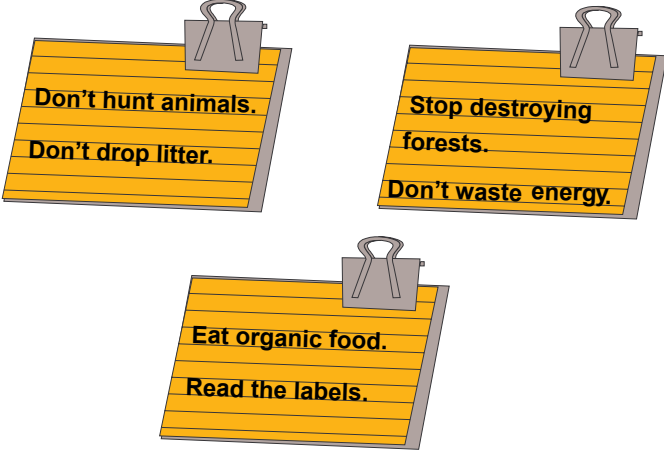 Don't hunt animals.
Don't drop litter.
Stop destroying
forests.
Don't waste energy.
Eat organic food.
Read the labels.